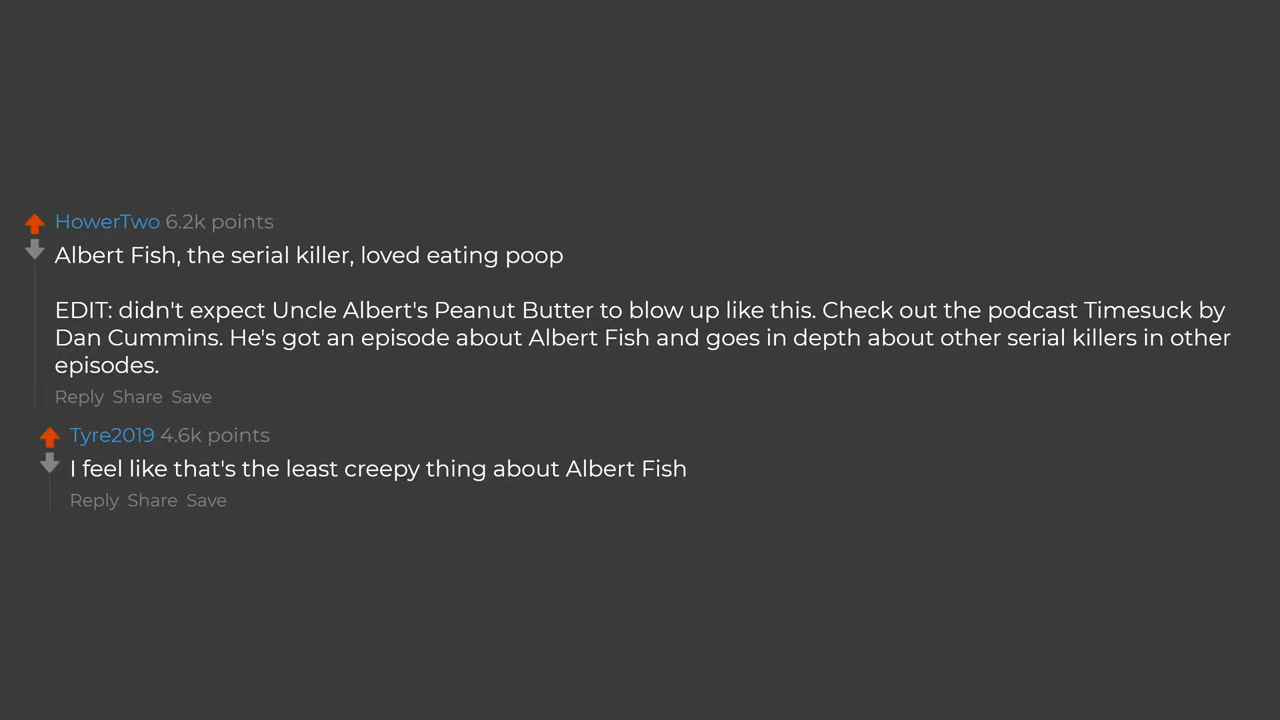 HowerTwo 6.2k points
Albert Fish, the serial killer, loved eating poop
EDIT: didn't expect Uncle Albert's Peanut Butter to blow up like this. Check out the podcast Timesuck by
Dan Cummins. He's got an episode about Albert Fish and goes in depth about other serial killers in other
episodes.
Reply Share Save
Tyre2019 4.6k points
I feel like that's the least creepy thing about Albert Fish
Reply Share Save